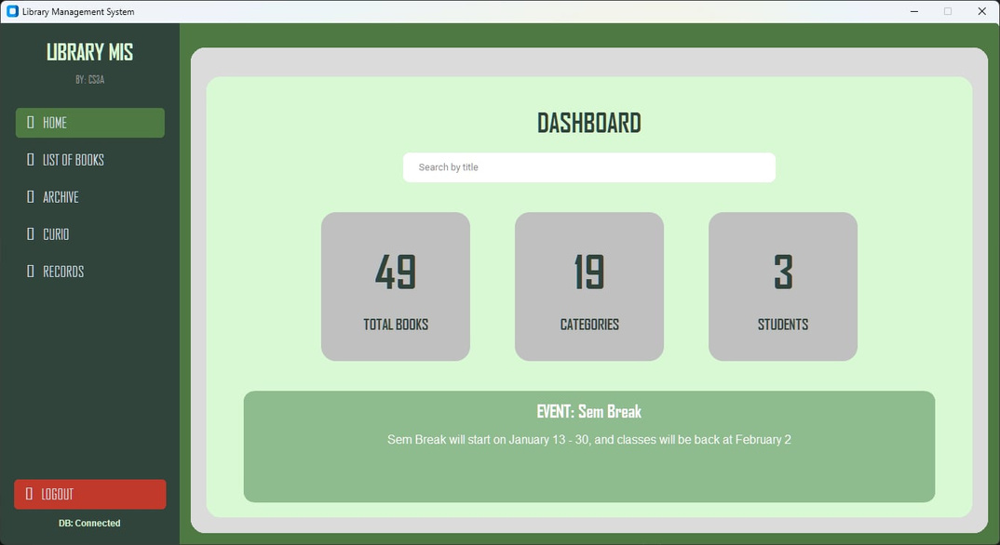 Library Management System
LIBRARY MIS
BY: CS3A
HOME
LIST OF BOOKS
ARCHIVE
CURIO
RECORDS
LOGOUT
DB: Connected
DASHBOARD
Search by title
49
19
3
TOTAL BOOKS
CATEGORIES
STUDENTS
EVENT: Sem Break
Sem Break will start on January 13 - 30, and classes will be back at February 2